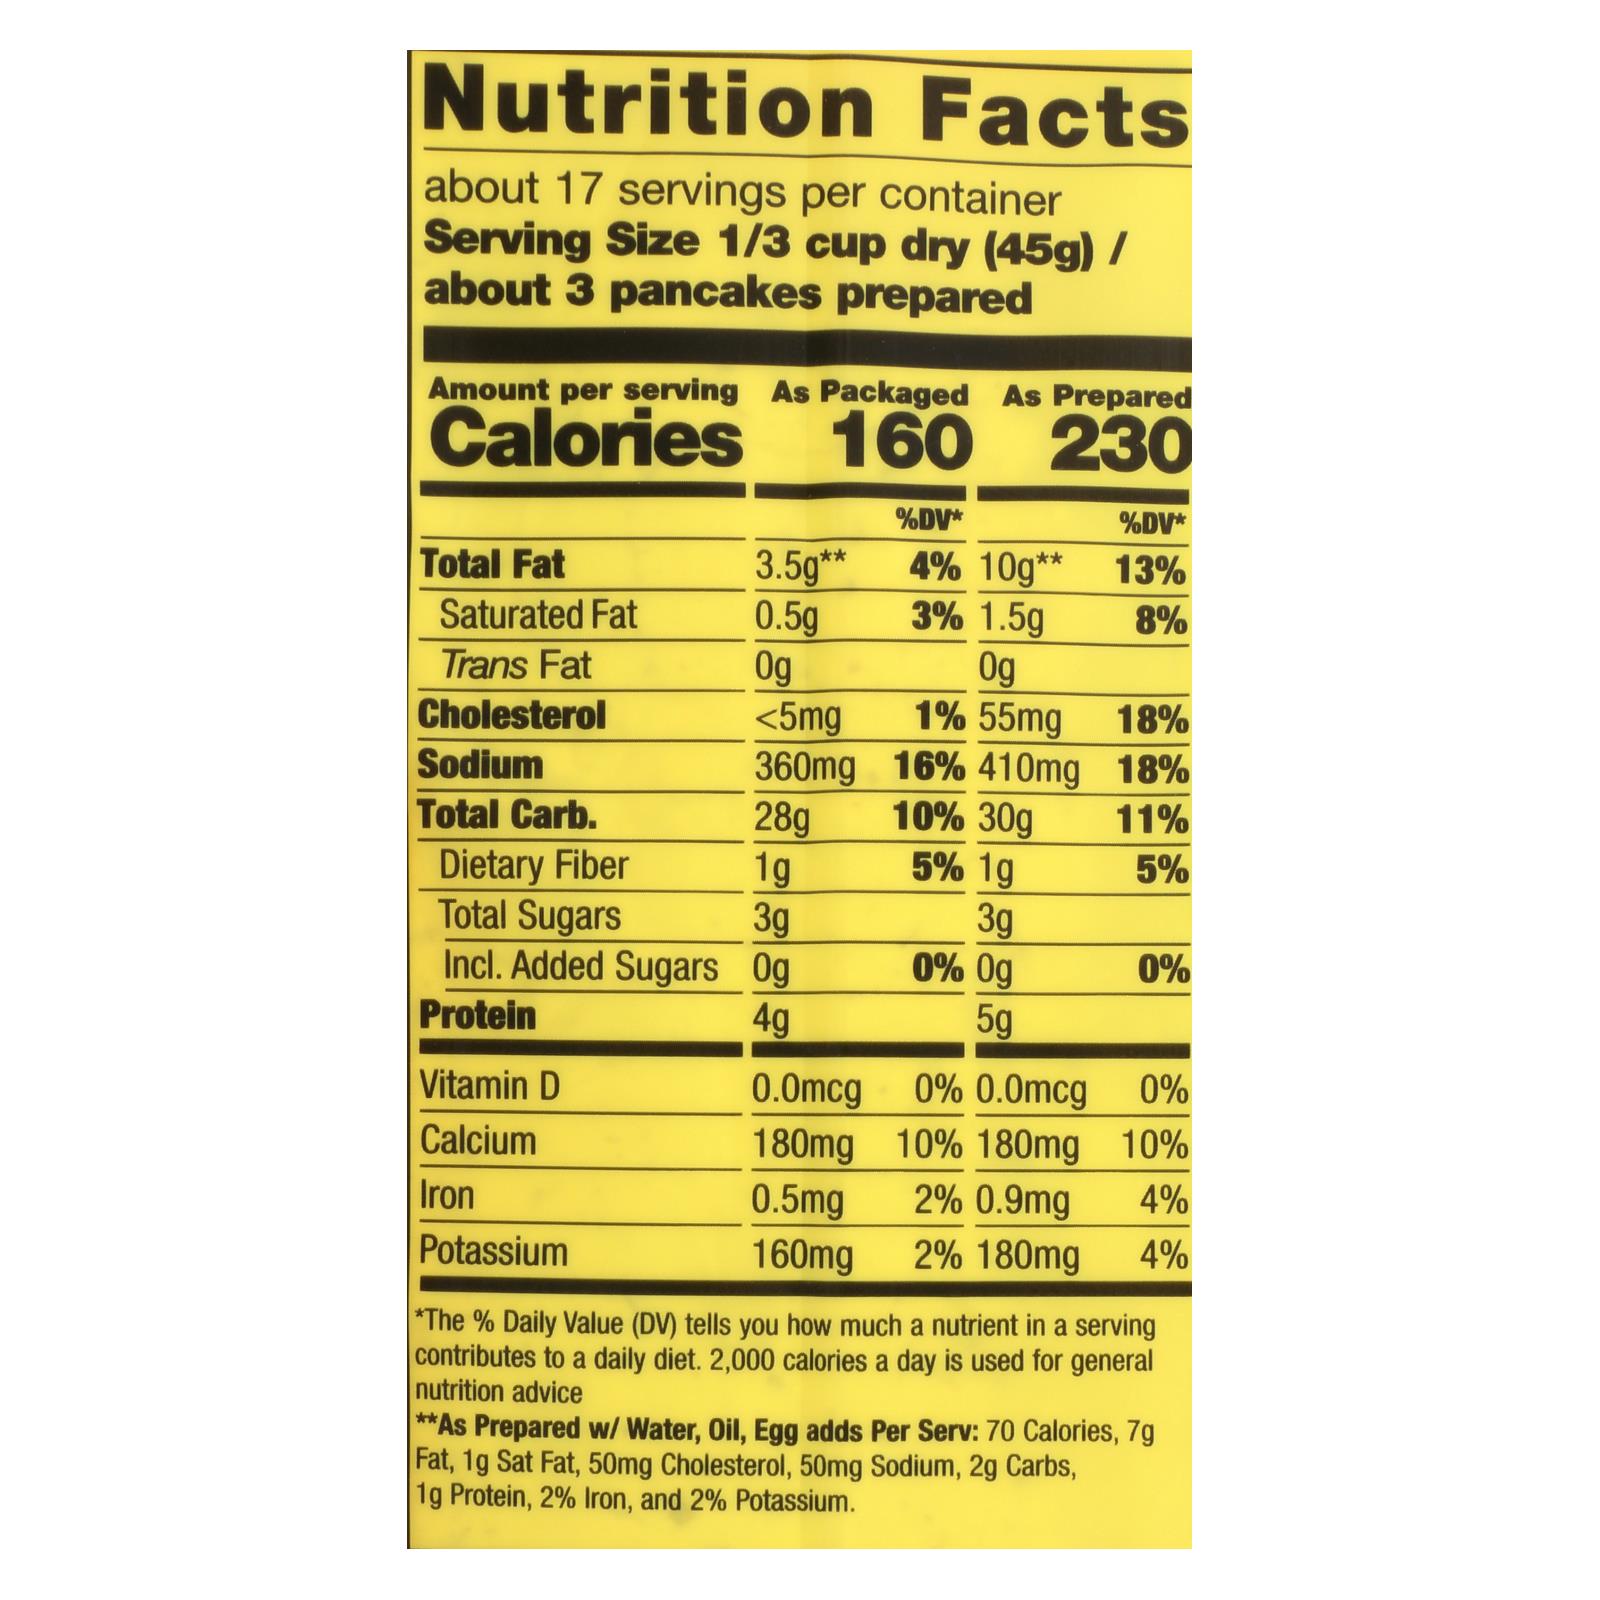 Nutrition Facts
about 17 servings per container
Serving Size 1/3 cup dry (45g) /
about 3 pancakes prepared
Amount per serving As Packaged As Prepared
Calories 160 230
%DV* %DV*
Total Fat 3.5g** 4% 10g** 13%
Saturated Fat 0.5g 3% 1.5g 8%
Trans Fat 0g 0g
Cholesterol <5mg 1% 55mg 18%
Sodium 360mg 16% 410mg 18%
Total Carb. 28g 10% 30g 11%
Dietary Fiber 1g 5% 1g 5%
Total Sugars 3g 3g
Incl. Added Sugars 0g 0% 0g 0%
Protein 4g 5g
Vitamin D 0.0mcg 0% 0.0mcg 0%
Calcium 180mg 10% 180mg 10%
Iron 0.5mg 2% 0.9mg 4%
Potassium 160mg 2% 180mg 4%
*The % Daily Value (DV) tells you how much a nutrient in a serving
contributes to a daily diet. 2,000 calories a day is used for general
nutrition advice
**As Prepared w/ Water, Oil, Egg adds Per Serv: 70 Calories, 7g
Fat, 1g Sat Fat, 50mg Cholesterol, 50mg Sodium, 2g Carbs,
1g Protein, 2% Iron, and 2% Potassium.